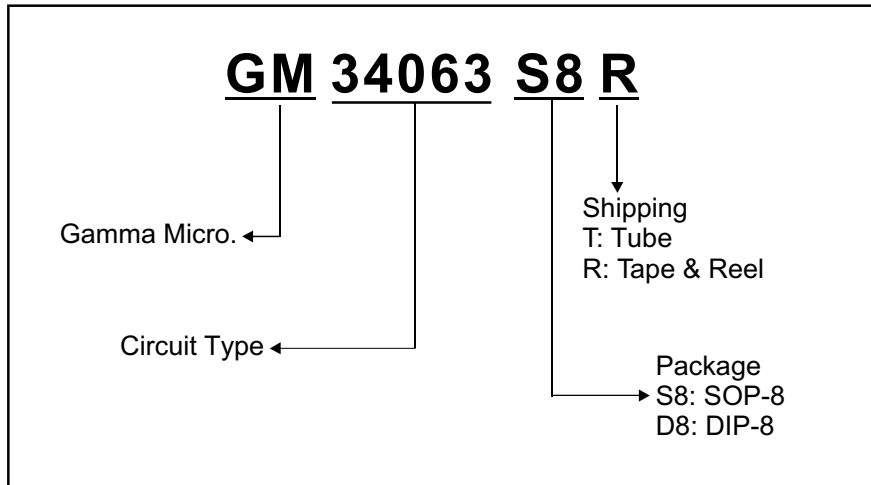 GM 34063 S8 R
Shipping
T: Tube
R: Tape & Reel
Gamma Micro.
Circuit Type
Package
S8: SOP-8
D8: DIP-8